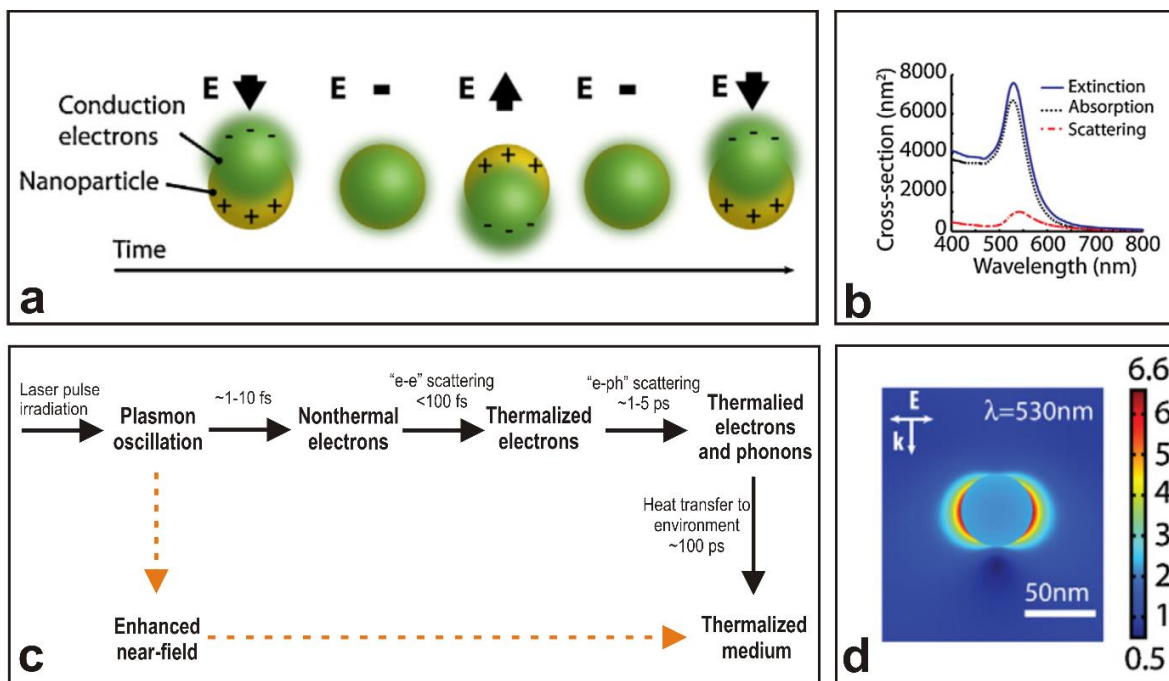 E
E -
E
E -
E
Conduction
electrons
- - -
+ + +
- - -
- - -
Nanoparticle
+ + +
+ + +
Time
a
8000
6000
4000
2000
0
Cross-section (nm²)
Extinction
Absorption
Scattering
400 500 600 700 800
Wavelength (nm)
b
Laser pulse
irradiation
Plasmon
oscillation
~1-10 fs
Nonthermal
electrons
“e-e” scattering
<100 fs
Thermalized
electrons
“e-ph” scattering
~1-5 ps
Thermalied
electrons
and phonons
Heat transfer to
environment
~100 ps
Enhanced
near-field
Thermalized
medium
c
E
k
λ=530nm
50nm
6.6
6
5
4
3
2
1
0.5
d